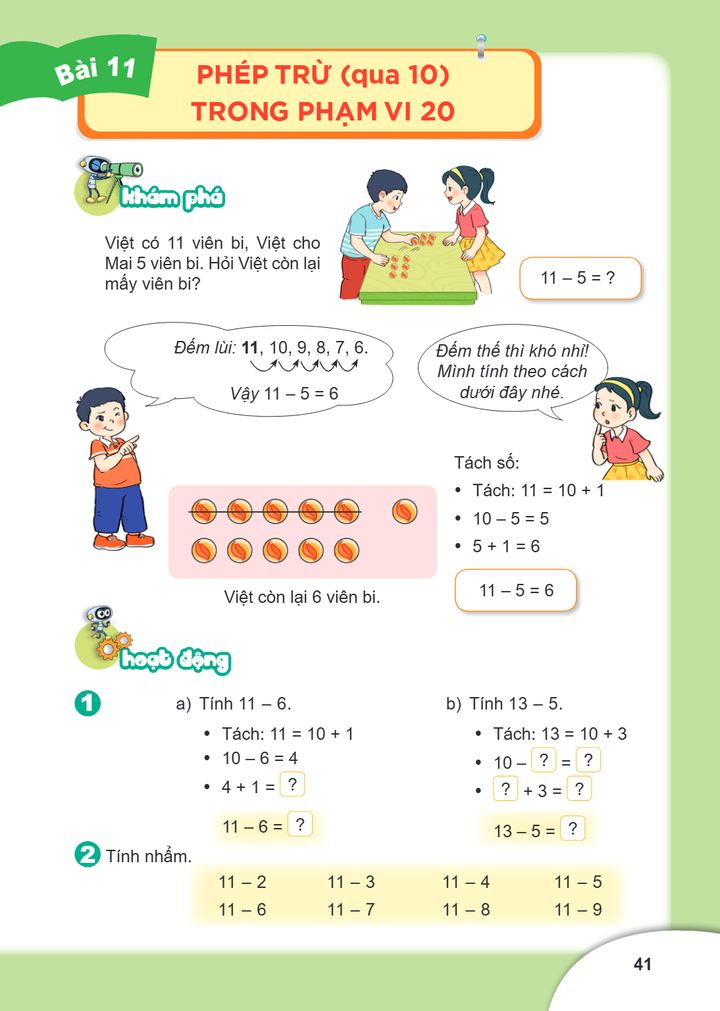 Bài 11
PHÉP TRỪ (qua 10)
TRONG PHẠM VI 20
khám phá
Việt có 11 viên bi, Việt cho
Mai 5 viên bi. Hỏi Việt còn lại
mấy viên bi?
11 – 5 = ?
Đếm lùi: 11, 10, 9, 8, 7, 6.
Vậy 11 – 5 = 6
Đếm thế thì khó nhỉ!
Mình tính theo cách
dưới đây nhé.
Tách số:
• Tách: 11 = 10 + 1
• 10 – 5 = 5
• 5 + 1 = 6
Việt còn lại 6 viên bi.
11 – 5 = 6
hoạt động
1
a) Tính 11 – 6.
• Tách: 11 = 10 + 1
• 10 – 6 = 4
• 4 + 1 = ?
11 – 6 = ?
b) Tính 13 – 5.
• Tách: 13 = 10 + 3
• 10 – ? = ?
• ? + 3 = ?
13 – 5 = ?
2 Tính nhẩm.
11 – 2 11 – 3 11 – 4 11 – 5
11 – 6 11 – 7 11 – 8 11 – 9
41